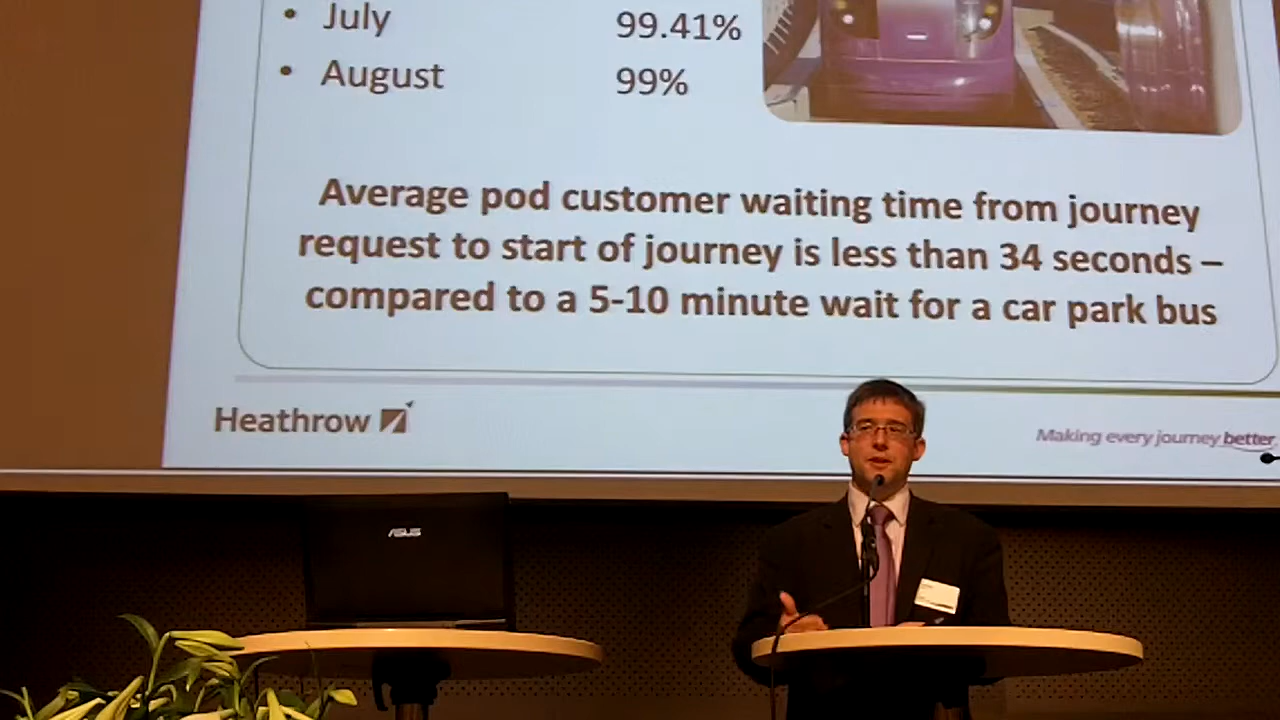 • July 99.41%
• August 99%
Average pod customer waiting time from journey
request to start of journey is less than 34 seconds –
compared to a 5-10 minute wait for a car park bus
Heathrow
Making every journey better
ASUS